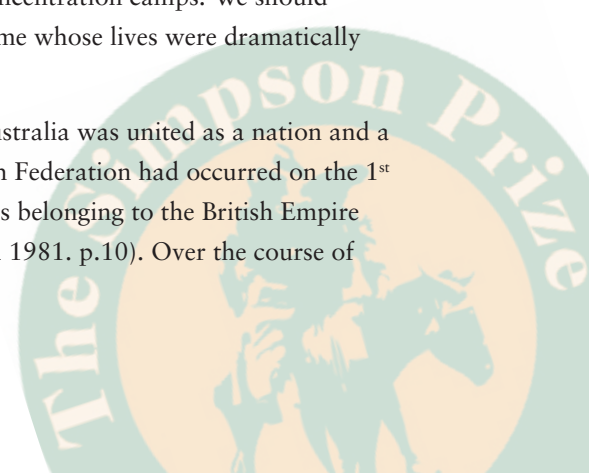 concentration camps. We should
me whose lives were dramatically
ustralia was united as a nation and a
n Federation had occurred on the 1st
s belonging to the British Empire
1981. p.10). Over the course of
The Simpson Prize